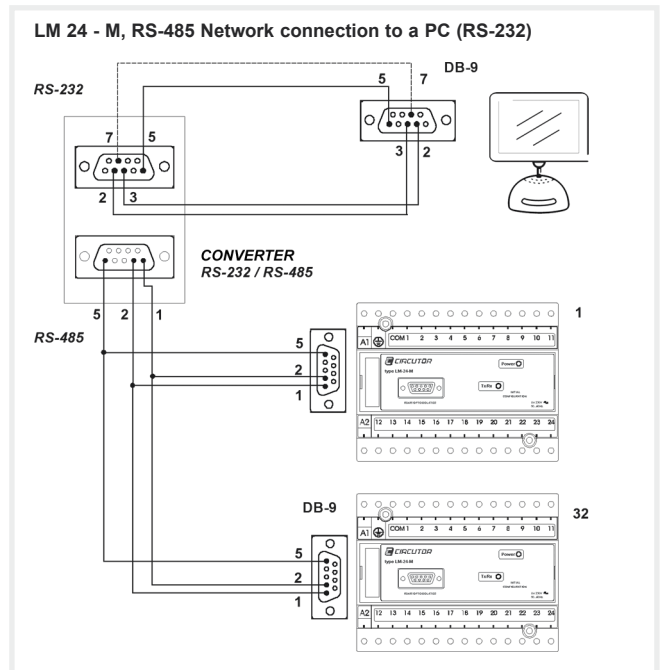 LM 24 - M, RS-485 Network connection to a PC (RS-232)
DB-9
RS-232
5 7
7 5
3 2
2 3
CONVERTER
RS-232 / RS-485
5 2 1
RS-485
1
5
2
1
A1 COM 1 2 3 4 5 6 7 8 9 10 11
CIRCUTOR
type LM-24-M
Power
TxRx
INITIAL
CONFIGURATION
A2 12 13 14 15 16 17 18 19 20 21 22 23 24
DB-9
32
5
2
1
A1 COM 1 2 3 4 5 6 7 8 9 10 11
CIRCUTOR
type LM-24-M
Power
TxRx
INITIAL
CONFIGURATION
A2 12 13 14 15 16 17 18 19 20 21 22 23 24